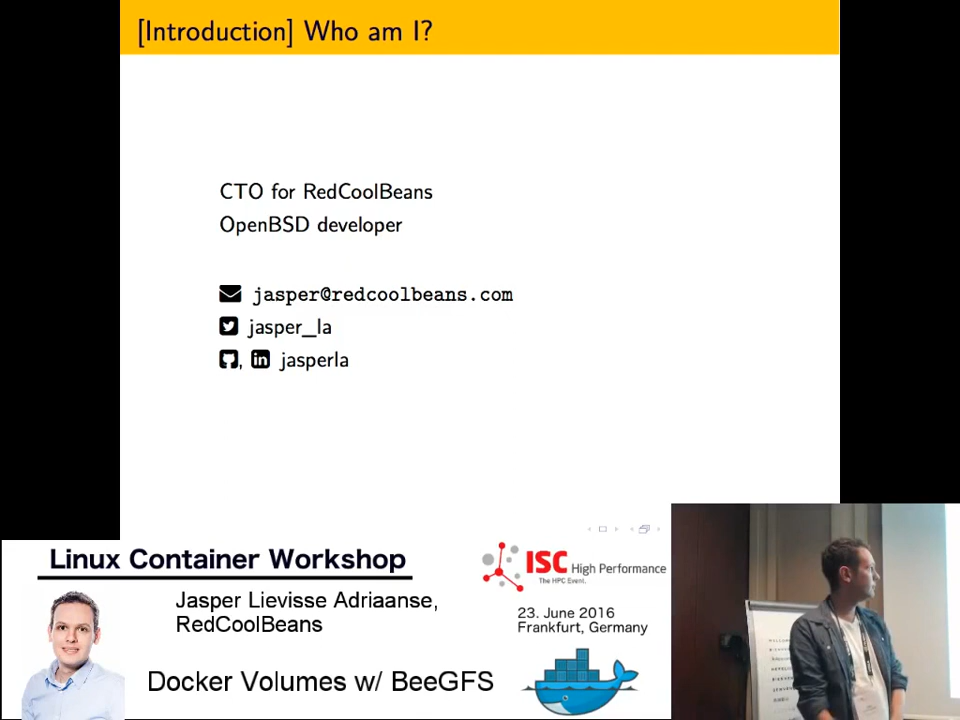 [Introduction] Who am I?
CTO for RedCoolBeans
OpenBSD developer
jasper@redcoolbeans.com
jasper_la
, jasperla
Linux Container Workshop
Jasper Lievisse Adriaanse,
RedCoolBeans
Docker Volumes w/ BeeGFS
ISC High Performance
The HPC Event.
23. June 2016
Frankfurt, Germany